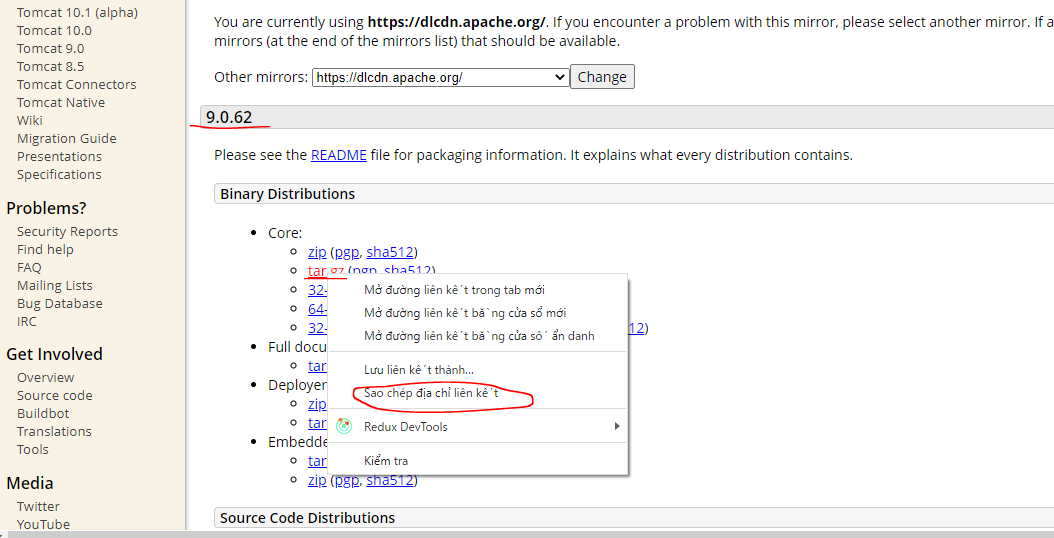 Tomcat 10.1 (alpha)
Tomcat 10.0
Tomcat 9.0
Tomcat 8.5
Tomcat Connectors
Tomcat Native
Wiki
Migration Guide
Presentations
Specifications
Problems?
Security Reports
Find help
FAQ
Mailing Lists
Bug Database
IRC
Get Involved
Overview
Source code
Buildbot
Translations
Tools
Media
Twitter
YouTube
You are currently using https://dlcdn.apache.org/. If you encounter a problem with this mirror, please select another mirror. If a
mirrors (at the end of the mirrors list) that should be available.
Other mirrors: https://dlcdn.apache.org/ Change
9.0.62
Please see the README file for packaging information. It explains what every distribution contains.
Binary Distributions
Core:
zip (pgp, sha512)
tar.gz (pgp, sha512)
32-
64-
32- 12)
Full docu
tar
Deployer
zip
tar
Embedde
tar
zip (pgp, sha512)
Source Code Distributions
Mở đường liên kết trong tab mới
Mở đường liên kết bằng cửa sổ mới
Mở đường liên kết bằng cửa sổ ẩn danh
Lưu liên kết thành...
Sao chép địa chỉ liên kết
Redux DevTools
Kiểm tra